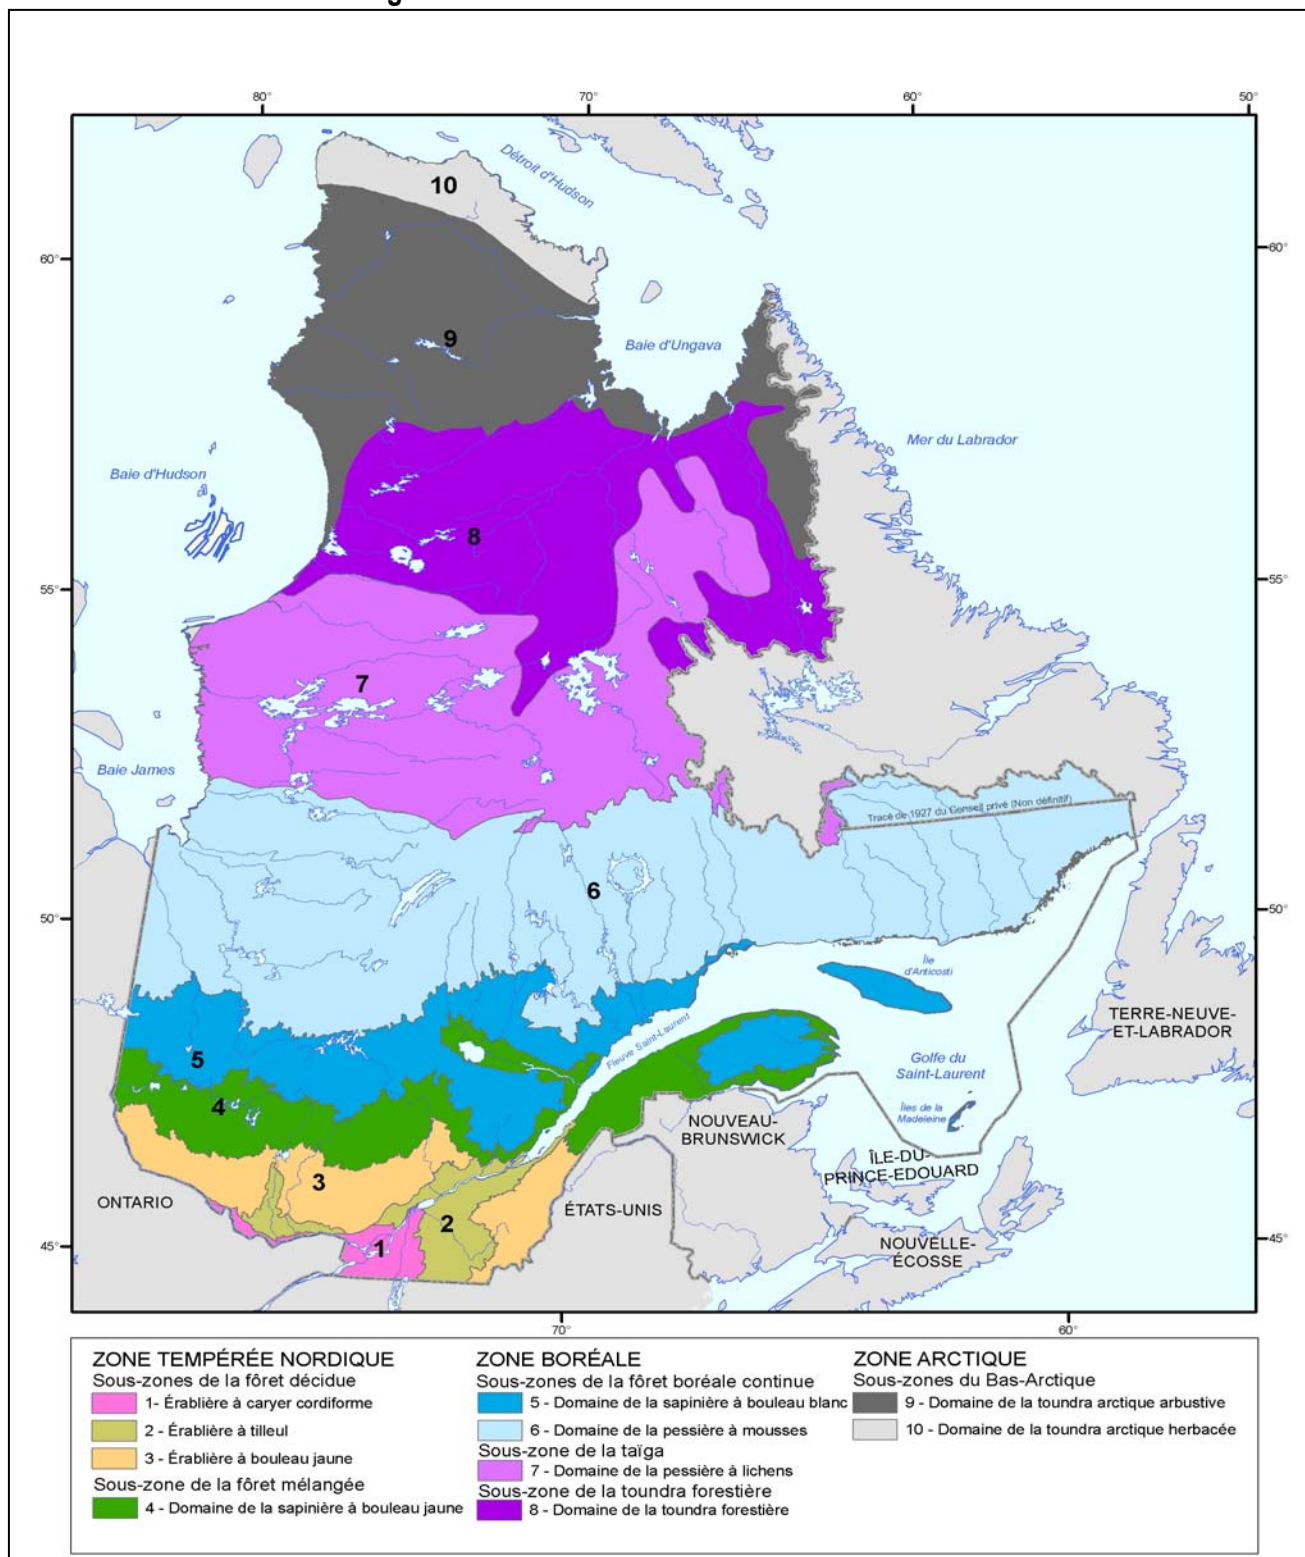 g
80°
70°
60°
50°
10
Détroit d'Hudson
60°
60°
9
Baie d'Ungava
Mer du Labrador
Baie d'Hudson
8
55°
55°
7
Baie James
Tracé de 1927 du Conseil privé (Non définitif)
6
50°
50°
Île
d'Anticosti
TERRE-NEUVE-
ET-LABRADOR
Fleuve Saint-Laurent
5
Golfe du
Saint-Laurent
4
Îles de la
Madeleine
NOUVEAU-
BRUNSWICK
ÎLE-DU-
PRINCE-EDOUARD
3
ONTARIO
ÉTATS-UNIS
2
1
NOUVELLE-
ÉCOSSE
45°
45°
70°
60°
ZONE TEMPÉRÉE NORDIQUE
Sous-zones de la fôret décidue
1- Érablière à caryer cordiforme
2 - Érablière à tilleul
3 - Érablière à bouleau jaune
Sous-zone de la fôret mélangée
4 - Domaine de la sapinière à bouleau jaune
ZONE BORÉALE
Sous-zones de la fôret boréale continue
5 - Domaine de la sapinière à bouleau blanc
6 - Domaine de la pessière à mousses
Sous-zone de la taïga
7 - Domaine de la pessière à lichens
Sous-zone de la toundra forestière
8 - Domaine de la toundra forestière
ZONE ARCTIQUE
Sous-zones du Bas-Arctique
9 - Domaine de la toundra arctique arbustive
10 - Domaine de la toundra arctique herbacée